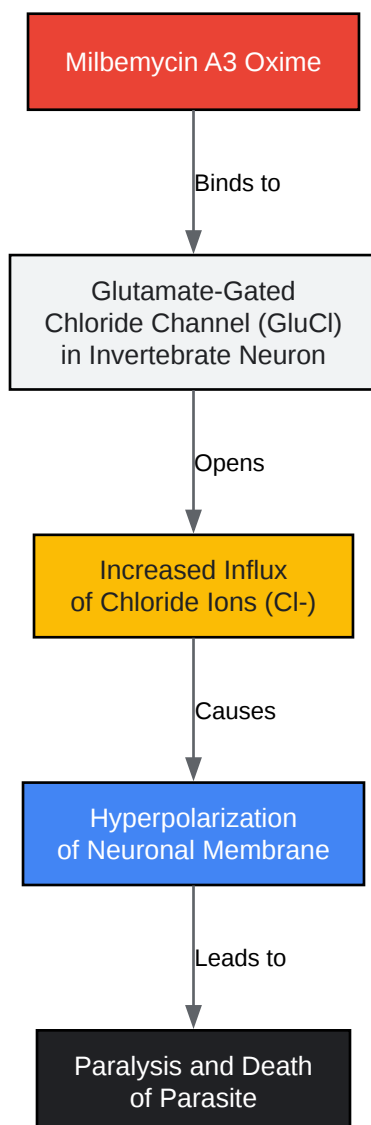 Milbemycin A3 Oxime
Binds to
Glutamate-Gated
Chloride Channel (GluCl)
in Invertebrate Neuron
Opens
Increased Influx
of Chloride Ions (Cl-)
Causes
Hyperpolarization
of Neuronal Membrane
Leads to
Paralysis and Death
of Parasite